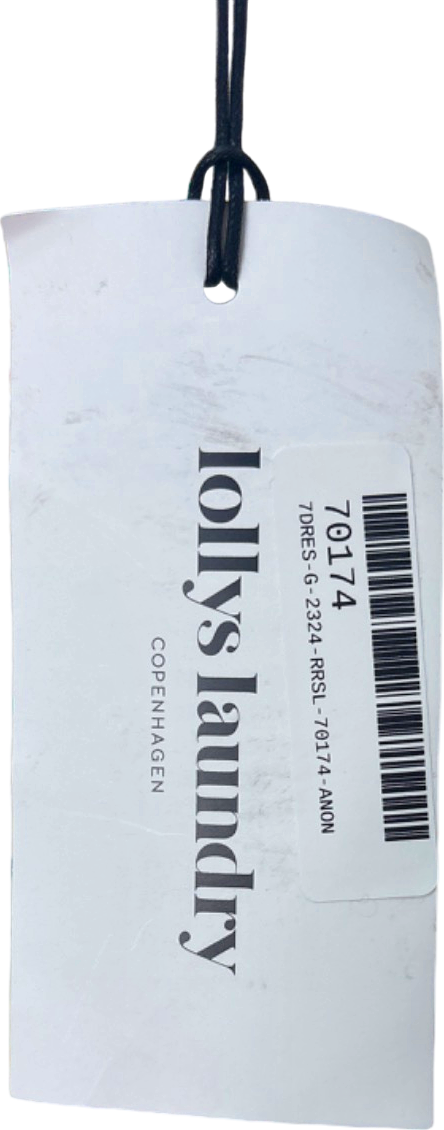 70174
7DRES-G-2324-RRSL-70174-ANON
lollys laundry
COPENHAGEN